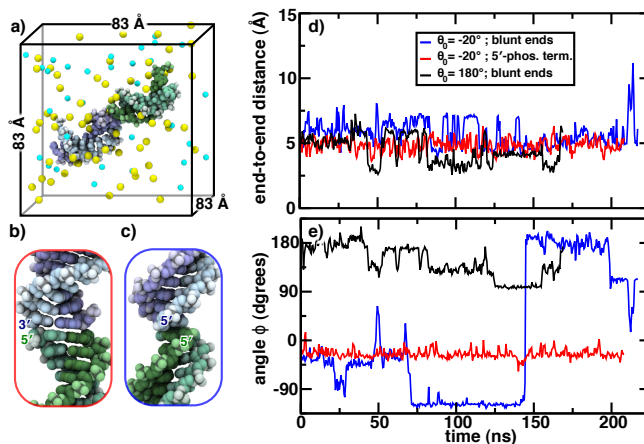 a)
83 Å
83 Å
83 Å
b)
c)
3′
5′
5′
5′
d)
end-to-end distance (Å)
15
10
5
0
θ0= -20° ; blunt ends
θ0= -20° ; 5′-phos. term.
θ0= 180°; blunt ends
e)
angle ϕ (dgrees)
180
90
0
-90
0
50
100
150
200
time (ns)